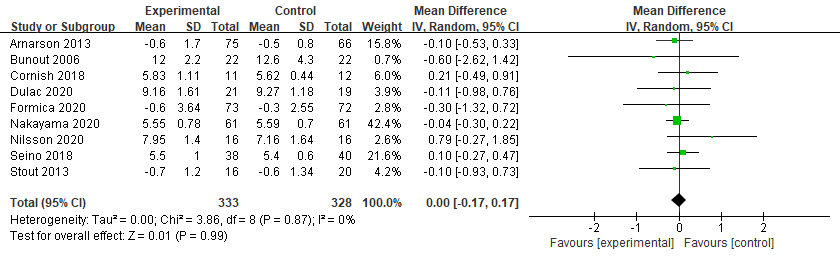 Experimental Control Mean Difference Mean Difference
Study or Subgroup Mean SD Total Mean SD Total Weight IV, Random, 95% CI IV, Random, 95% CI
Arnarson 2013 -0.6 1.7 75 -0.5 0.8 66 15.8% -0.10 [-0.53, 0.33]
Bunout 2006 12 2.2 22 12.6 4.3 22 0.7% -0.60 [-2.62, 1.42]
Cornish 2018 5.83 1.11 11 5.62 0.44 12 6.0% 0.21 [-0.49, 0.91]
Dulac 2020 9.16 1.61 21 9.27 1.18 19 3.9% -0.11 [-0.98, 0.76]
Formica 2020 -0.6 3.64 73 -0.3 2.55 72 2.8% -0.30 [-1.32, 0.72]
Nakayama 2020 5.55 0.78 61 5.59 0.7 61 42.4% -0.04 [-0.30, 0.22]
Nilsson 2020 7.95 1.4 16 7.16 1.64 16 2.6% 0.79 [-0.27, 1.85]
Seino 2018 5.5 1 38 5.4 0.6 40 21.6% 0.10 [-0.27, 0.47]
Stout 2013 -0.7 1.2 16 -0.6 1.34 20 4.3% -0.10 [-0.93, 0.73]
Total (95% CI) 333 328 100.0% 0.00 [-0.17, 0.17]
Heterogeneity: Tau² = 0.00; Chi² = 3.86, df = 8 (P = 0.87); I² = 0%
Test for overall effect: Z = 0.01 (P = 0.99)
-2 -1 0 1 2
Favours [experimental] Favours [control]